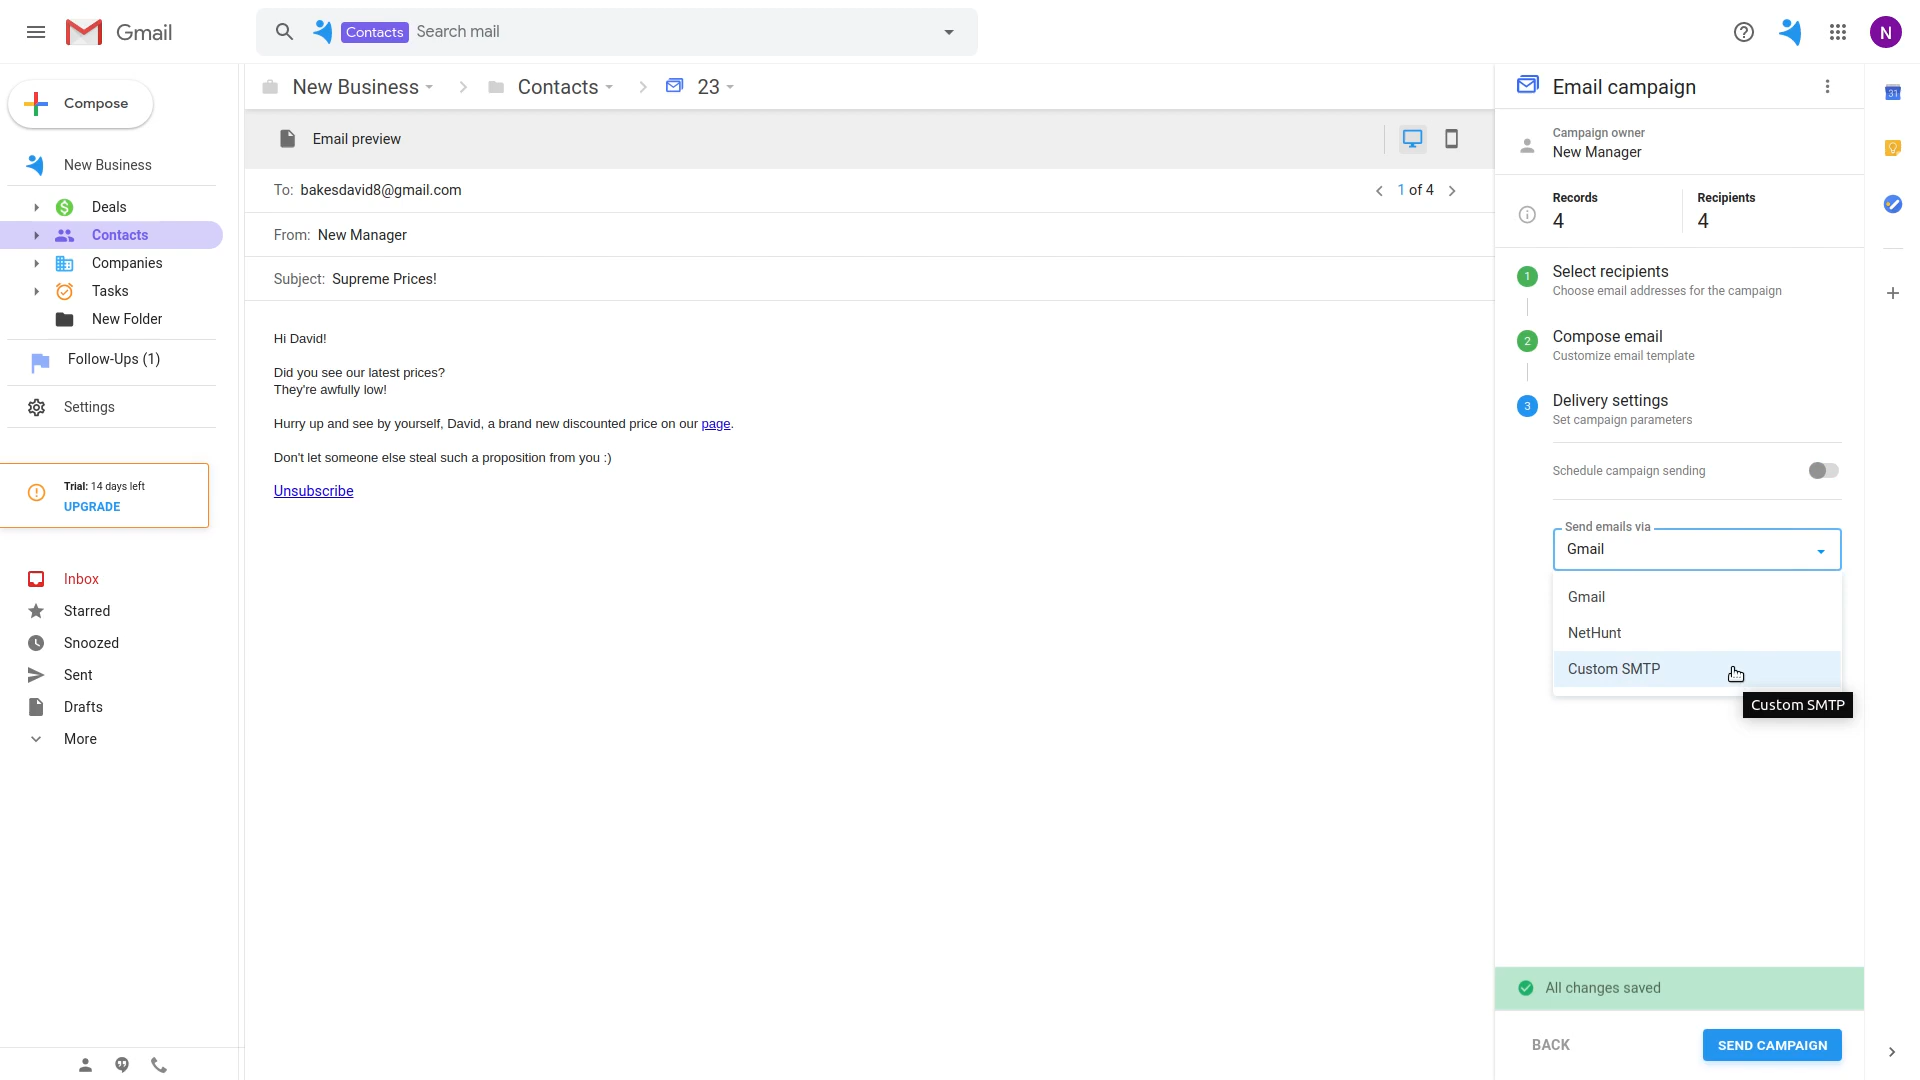 Gmail
Contacts Search mail
N
Compose
New Business
Deals
Contacts
Companies
Tasks
New Folder
Follow-Ups (1)
Settings
Trial: 14 days left
UPGRADE
Inbox
Starred
Snoozed
Sent
Drafts
More
New Business
Contacts
23
Email preview
To: bakesdavid8@gmail.com
1 of 4
From: New Manager
Subject: Supreme Prices!
Hi David!
Did you see our latest prices?
They're awfully low!
Hurry up and see by yourself, David, a brand new discounted price on our page.
Don't let someone else steal such a proposition from you :)
Unsubscribe
Email campaign
Campaign owner
New Manager
Records
4
Recipients
4
1
Select recipients
Choose email addresses for the campaign
2
Compose email
Customize email template
3
Delivery settings
Set campaign parameters
Schedule campaign sending
Send emails via
Gmail
Gmail
NetHunt
Custom SMTP
Custom SMTP
All changes saved
BACK
SEND CAMPAIGN
31